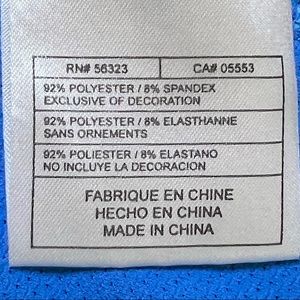 RN# 56323 CA# 05553
92% POLYESTER / 8% SPANDEX
EXCLUSIVE OF DECORATION
92% POLYESTER / 8% ELASTHANNE
SANS ORNEMENTS
92% POLIESTER / 8% ELASTANO
NO INCLUYE LA DECORACION
FABRIQUE EN CHINE
HECHO EN CHINA
MADE IN CHINA